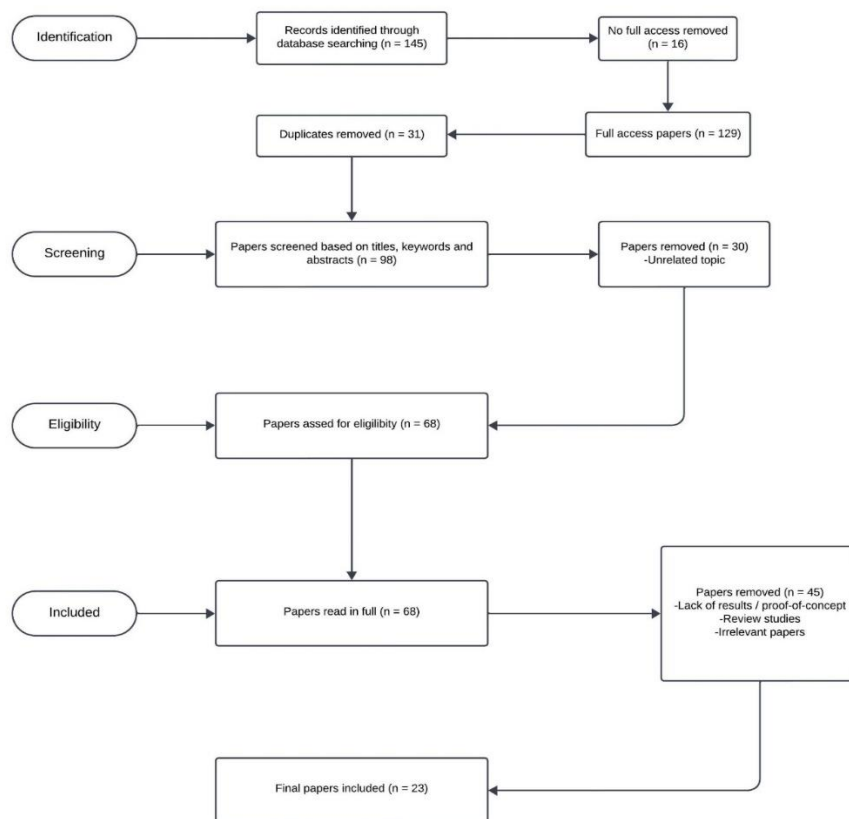 Identification
Records identified through
database searching (n = 145)
No full access removed
(n = 16)
Duplicates removed (n = 31)
Full access papers (n = 129)
Screening
Papers screened based on titles, keywords and
abstracts (n = 98)
Papers removed (n = 30)
-Unrelated topic
Eligibility
Papers assed for eligilibity (n = 68)
Included
Papers read in full (n = 68)
Papers removed (n = 45)
-Lack of results / proof-of-concept
-Review studies
-Irrelevant papers
Final papers included (n = 23)